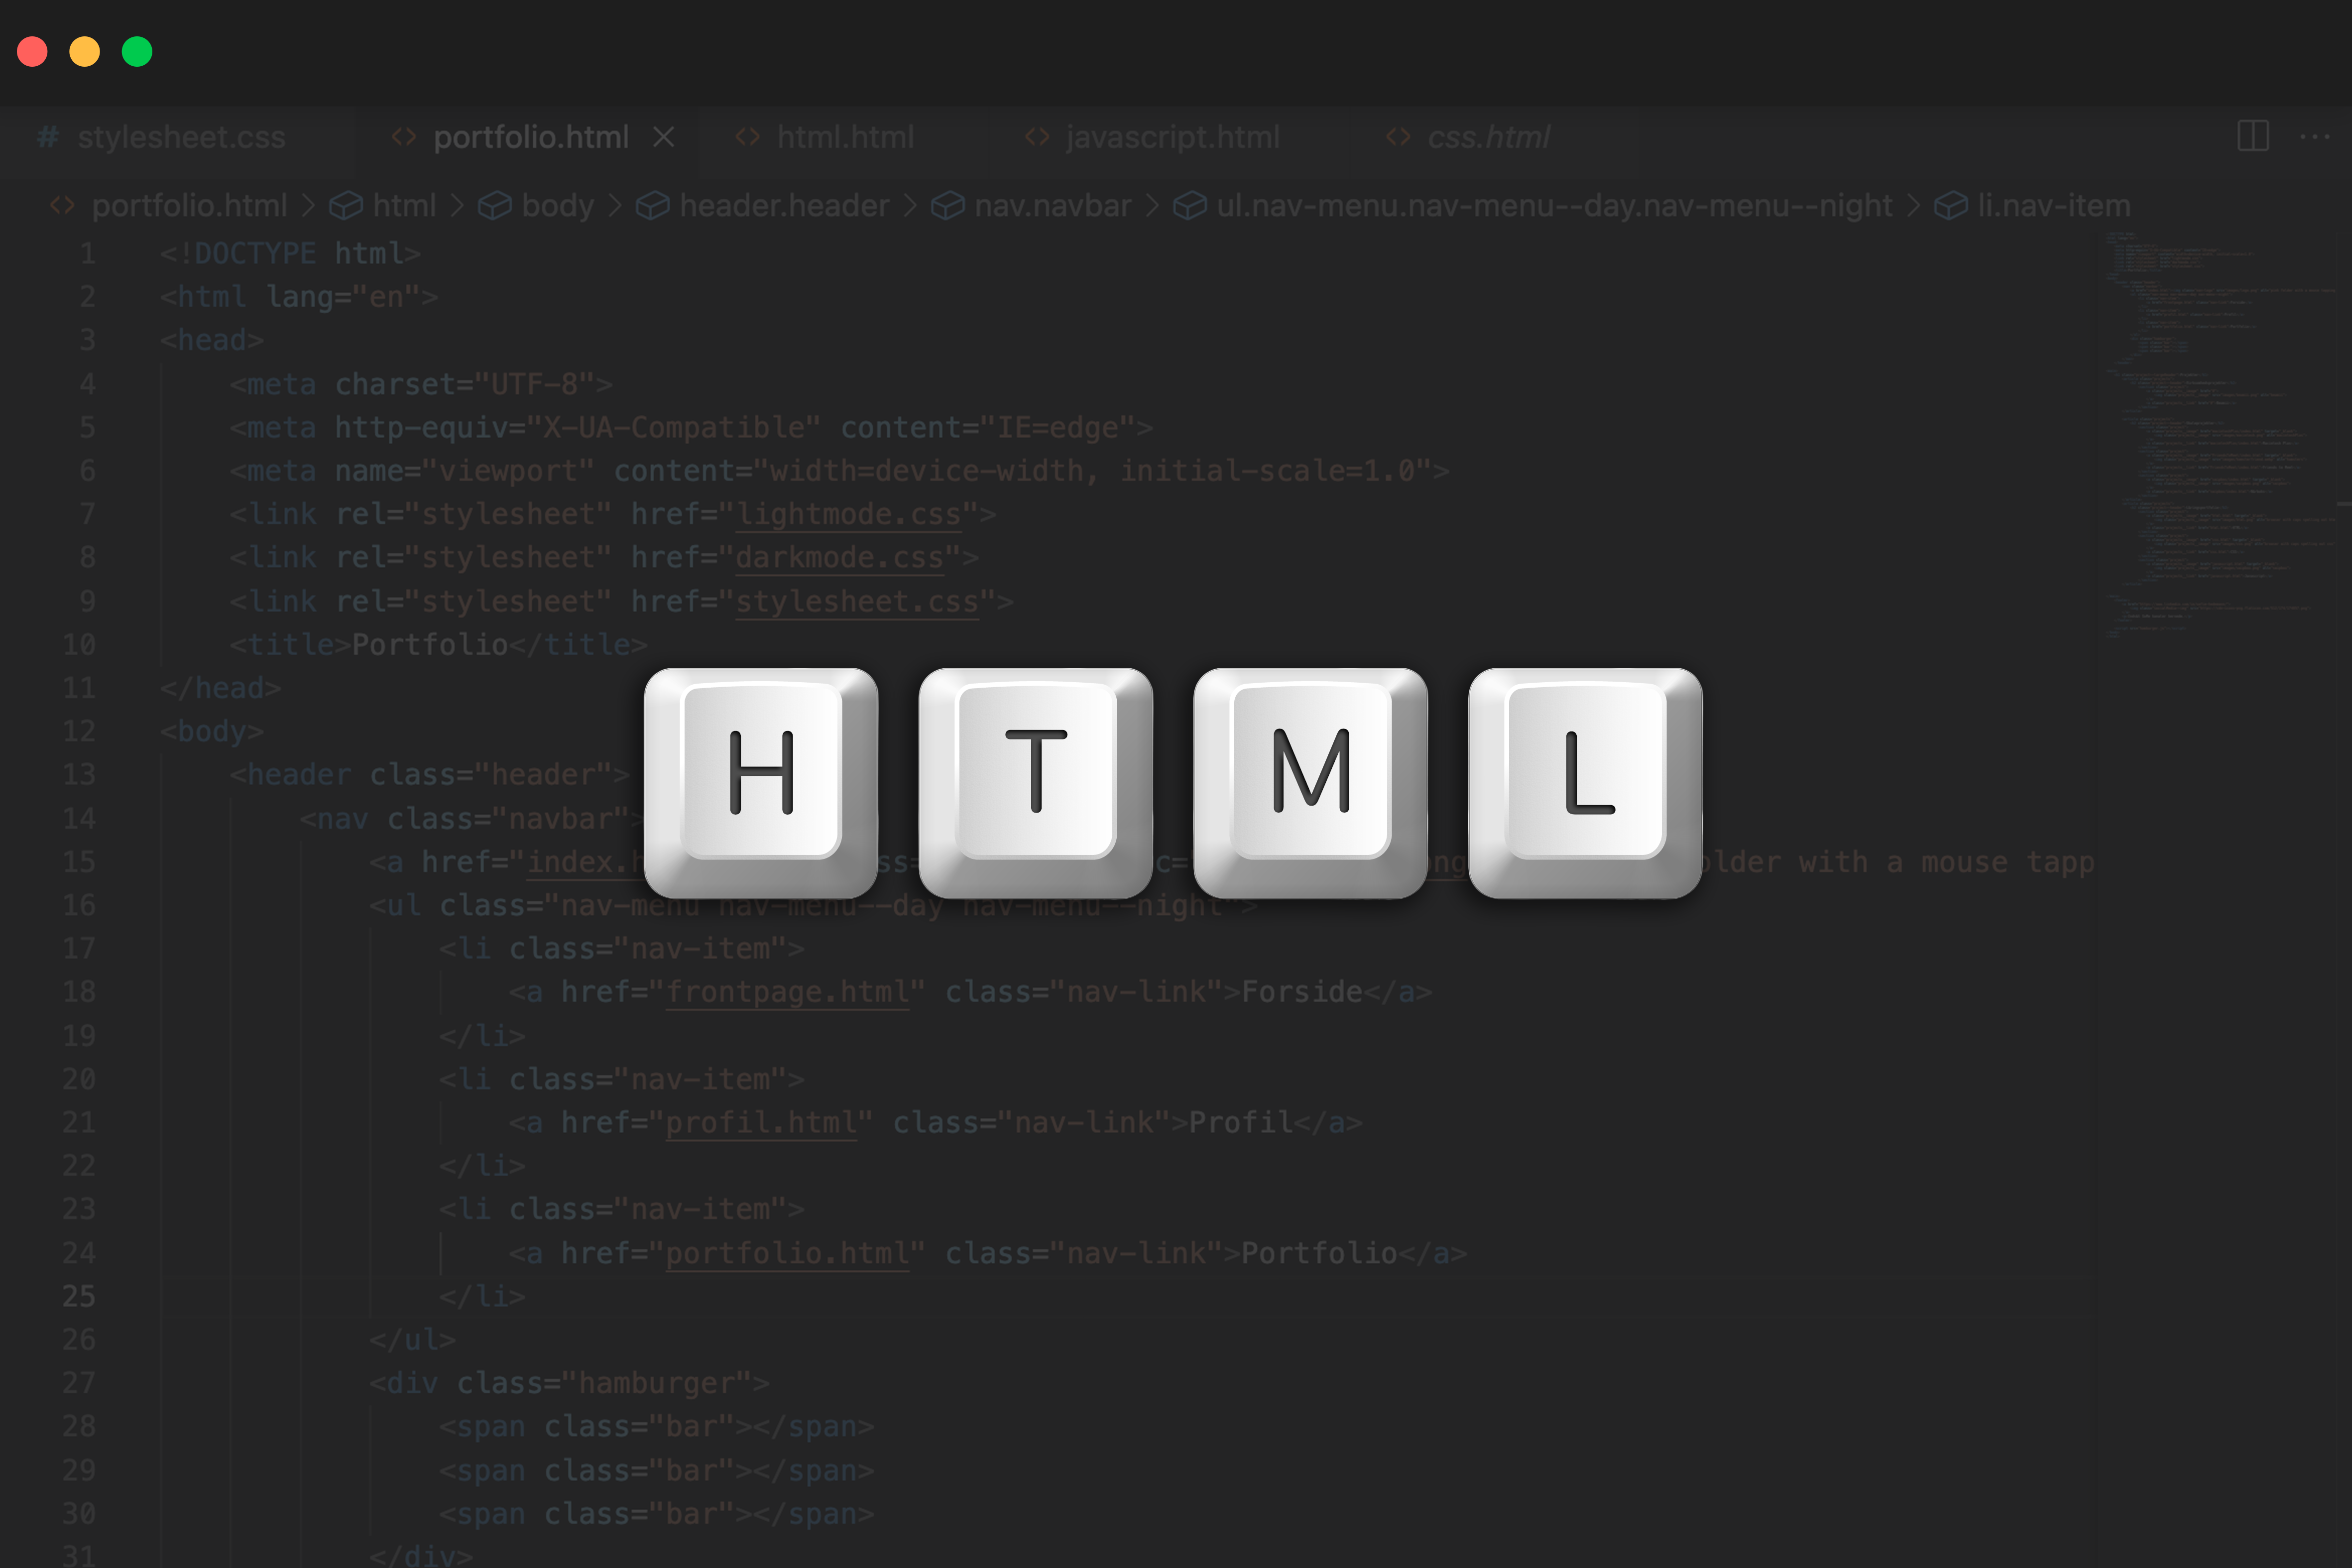 # stylesheet.css <> portfolio.html × <> html.html <> javascript.html <> css.html ...
<> portfolio.html > html > body > header.header > nav.navbar > ul.nav-menu.nav-menu--day.nav-menu--night > li.nav-item
1 <!DOCTYPE html>
2 <html lang="en">
3 <head>
4 <meta charset="UTF-8">
5 <meta http-equiv="X-UA-Compatible" content="IE=edge">
6 <meta name="viewport" content="width=device-width, initial-scale=1.0">
7 <link rel="stylesheet" href="lightmode.css">
8 <link rel="stylesheet" href="darkmode.css">
9 <link rel="stylesheet" href="stylesheet.css">
10 <title>Portfolio</title>
11 </head>
12 <body>
13 <header class="header">
H T M L
14 <nav class="navbar">
15 <a href="index. with a mouse tapp
16 <ul class="nav-menu nav-menu--day nav-menu--night">
17 <li class="nav-item">
18 <a href="frontpage.html" class="nav-link">Forside</a>
19 </li>
20 <li class="nav-item">
21 <a href="profil.html" class="nav-link">Profil</a>
22 </li>
23 <li class="nav-item">
24 <a href="portfolio.html" class="nav-link">Portfolio</a>
25 </li>
26 </ul>
27 <div class="hamburger">
28 <span class="bar"></span>
29 <span class="bar"></span>
30 <span class="bar"></span>
31 </div>